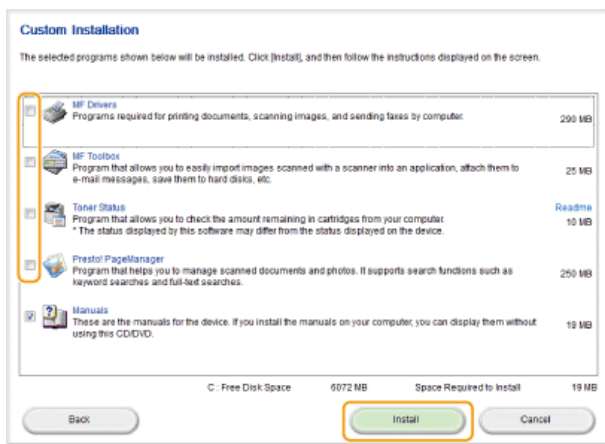 Custom Installation
The selected programs shown below will be installed. Click [Install], and then follow the instructions displayed on the screen.
MF Drivers
Programs required for printing documents, scanning images, and sending faxes by computer.
290 MB
MF Toolbox
Program that allows you to easily import images scanned with a scanner into an application, attach them to
e-mail messages, save them to hard disks, etc.
25 MB
Toner Status
Readme
Program that allows you to check the amount remaining in cartridges from your computer.
10 MB
* The status displayed by this software may differ from the status displayed on the device.
Presto! PageManager
Program that helps you to manage scanned documents and photos. It supports search functions such as
keyword searches and full-text searches.
250 MB
Manuals
These are the manuals for the device. If you install the manuals on your computer, you can display them without
using this CD/DVD.
19 MB
C : Free Disk Space 6072 MB Space Required to Install 19 MB
Back Install Cancel